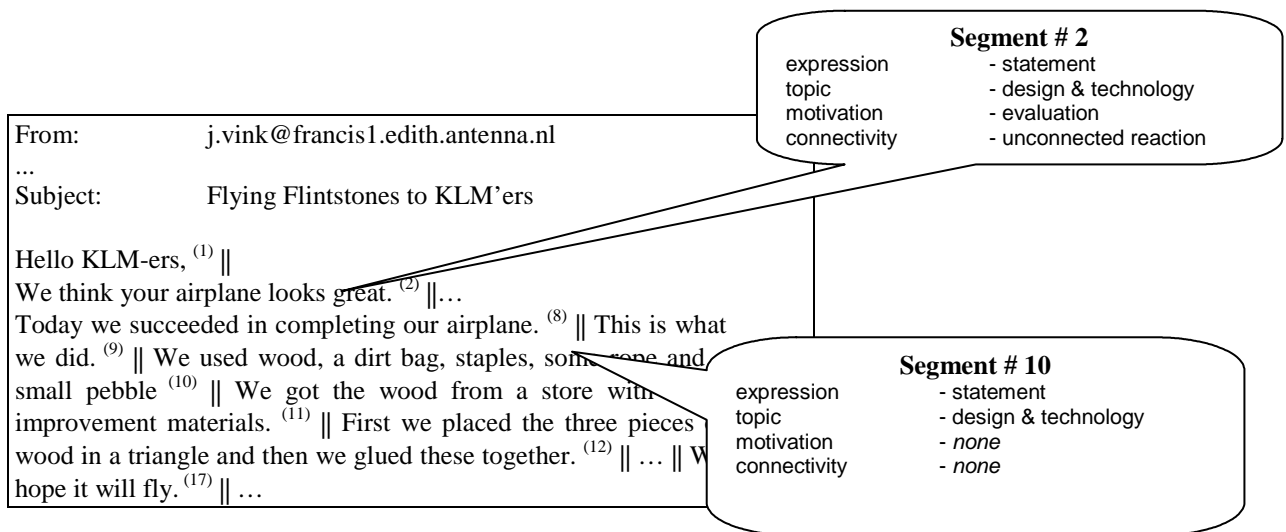 Segment # 2
expression - statement
topic - design & technology
motivation - evaluation
connectivity - unconnected reaction
From: j.vink@francis1.edith.antenna.nl
...
Subject: Flying Flintstones to KLM’ers
Hello KLM-ers, (1) ||
We think your airplane looks great. (2) ||…
Today we succeeded in completing our airplane. (8) || This is what
we did. (9) || We used wood, a dirt bag, staples, some rope and
small pebble (10) || We got the wood from a store with
improvement materials. (11) || First we placed the three pieces
wood in a triangle and then we glued these together. (12) || … ||
hope it will fly. (17) || …
Segment # 10
expression - statement
topic - design & technology
motivation - none
connectivity - none